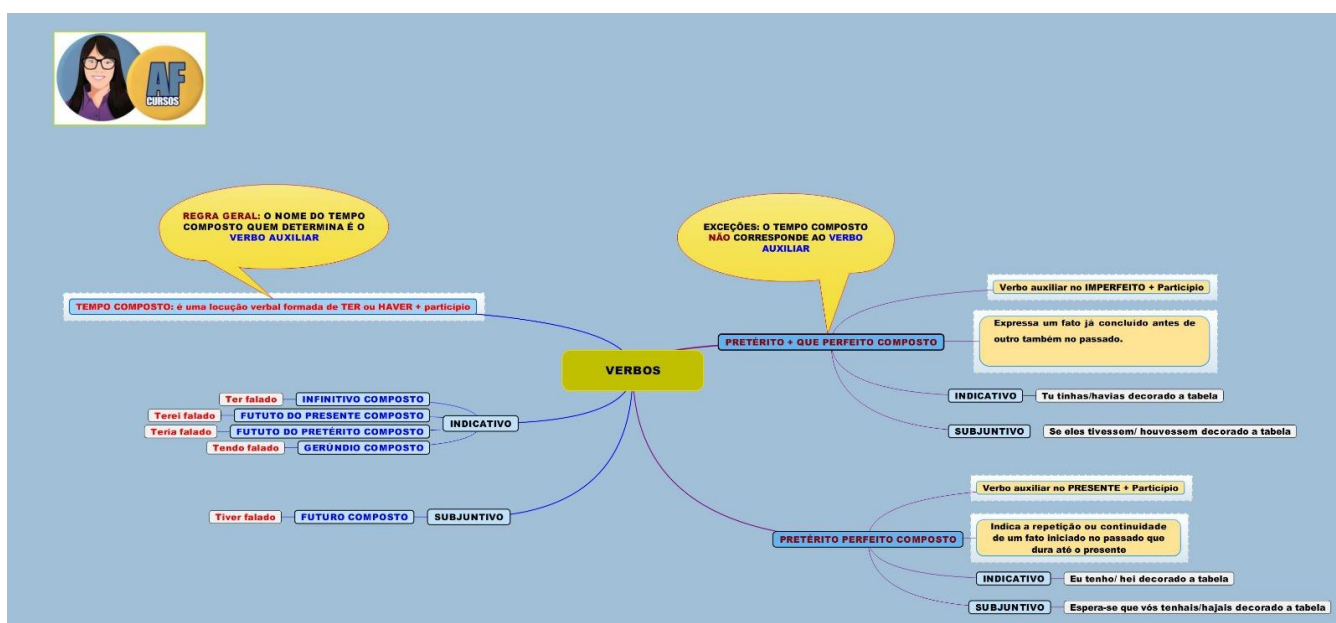 AF
CURSOS
REGRA GERAL: O NOME DO TEMPO
COMPOSTO QUEM DETERMINA É O
VERBO AUXILIAR
TEMPO COMPOSTO: é uma locução verbal formada de TER ou HAVER + particípio
VERBOS
INDICATIVO
Ter falado INFINITIVO COMPOSTO
Terei falado FUTUTO DO PRESENTE COMPOSTO
Teria falado FUTUTO DO PRETÉRITO COMPOSTO
Tendo falado GERÚNDIO COMPOSTO
Tiver falado FUTURO COMPOSTO SUBJUNTIVO
EXCEÇÕES: O TEMPO COMPOSTO
NÃO CORRESPONDE AO VERBO
AUXILIAR
PRETÉRITO + QUE PERFEITO COMPOSTO
Verbo auxiliar no IMPERFEITO + Particípio
Expressa um fato já concluído antes de
outro também no passado.
INDICATIVO Tu tinhas/havias decorado a tabela
SUBJUNTIVO Se eles tivessem/ houvessem decorado a tabela
PRETÉRITO PERFEITO COMPOSTO
Verbo auxiliar no PRESENTE + Particípio
Indica a repetição ou continuidade
de um fato iniciado no passado que
dura até o presente
INDICATIVO Eu tenho/ hei decorado a tabela
SUBJUNTIVO Espera-se que vós tenhais/hajais decorado a tabela